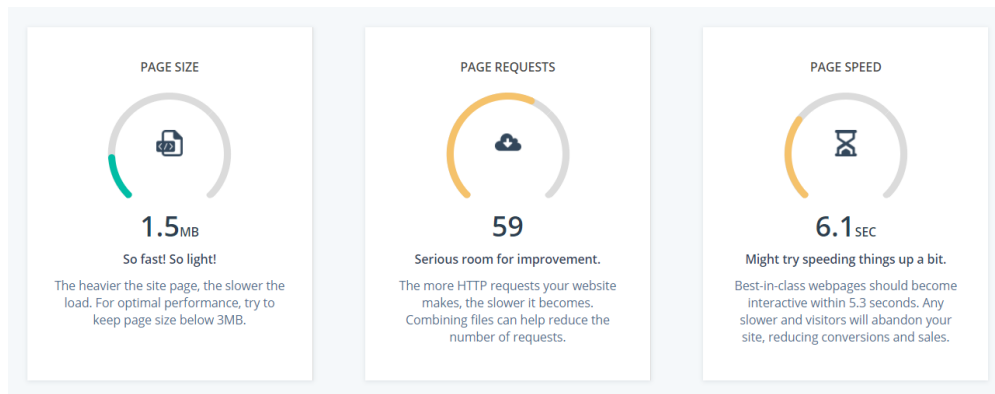 PAGE SIZE
1.5MB
So fast! So light!
The heavier the site page, the slower the
load. For optimal performance, try to
keep page size below 3MB.
PAGE REQUESTS
59
Serious room for improvement.
The more HTTP requests your website
makes, the slower it becomes.
Combining files can help reduce the
number of requests.
PAGE SPEED
6.1SEC
Might try speeding things up a bit.
Best-in-class webpages should become
interactive within 5.3 seconds. Any
slower and visitors will abandon your
site, reducing conversions and sales.